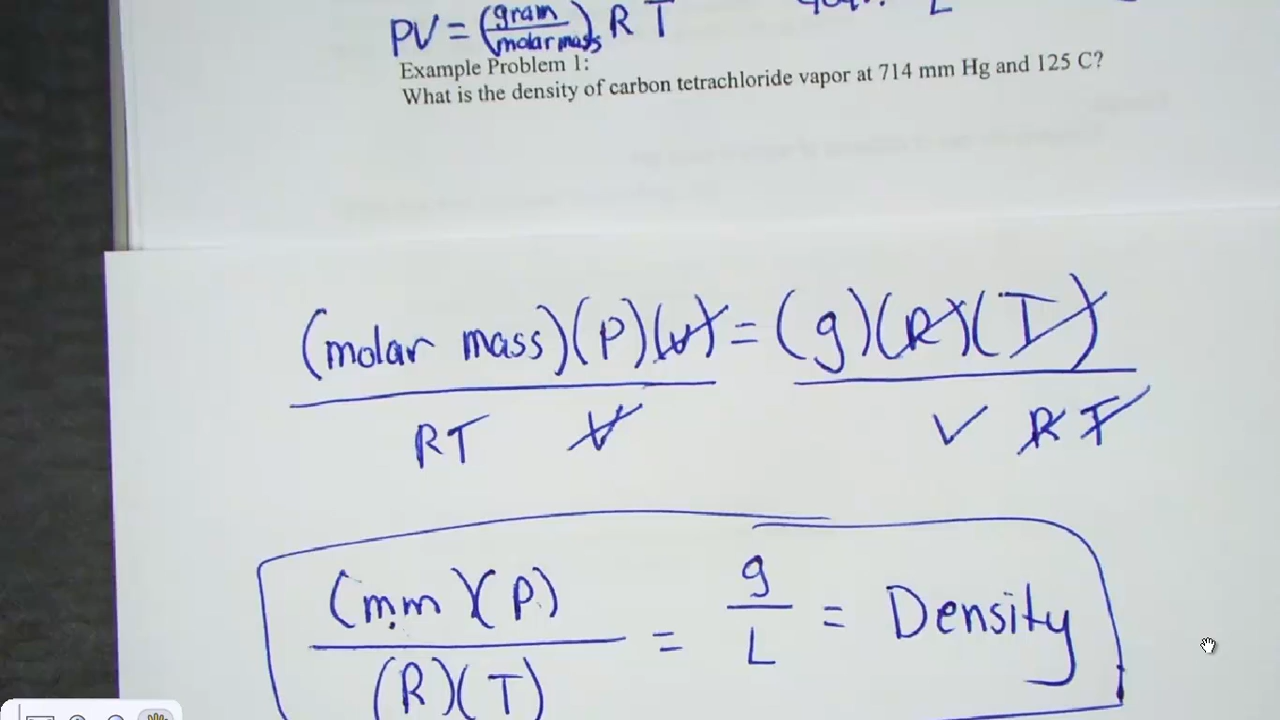 PV = (gram/molar mass) R T L
Example Problem 1:
What is the density of carbon tetrachloride vapor at 714 mm Hg and 125 C?
(molar mass)(P)(V) = (g)(R)(T)
RT V V R T
(mm)(P) / (R)(T) = g / L = Density